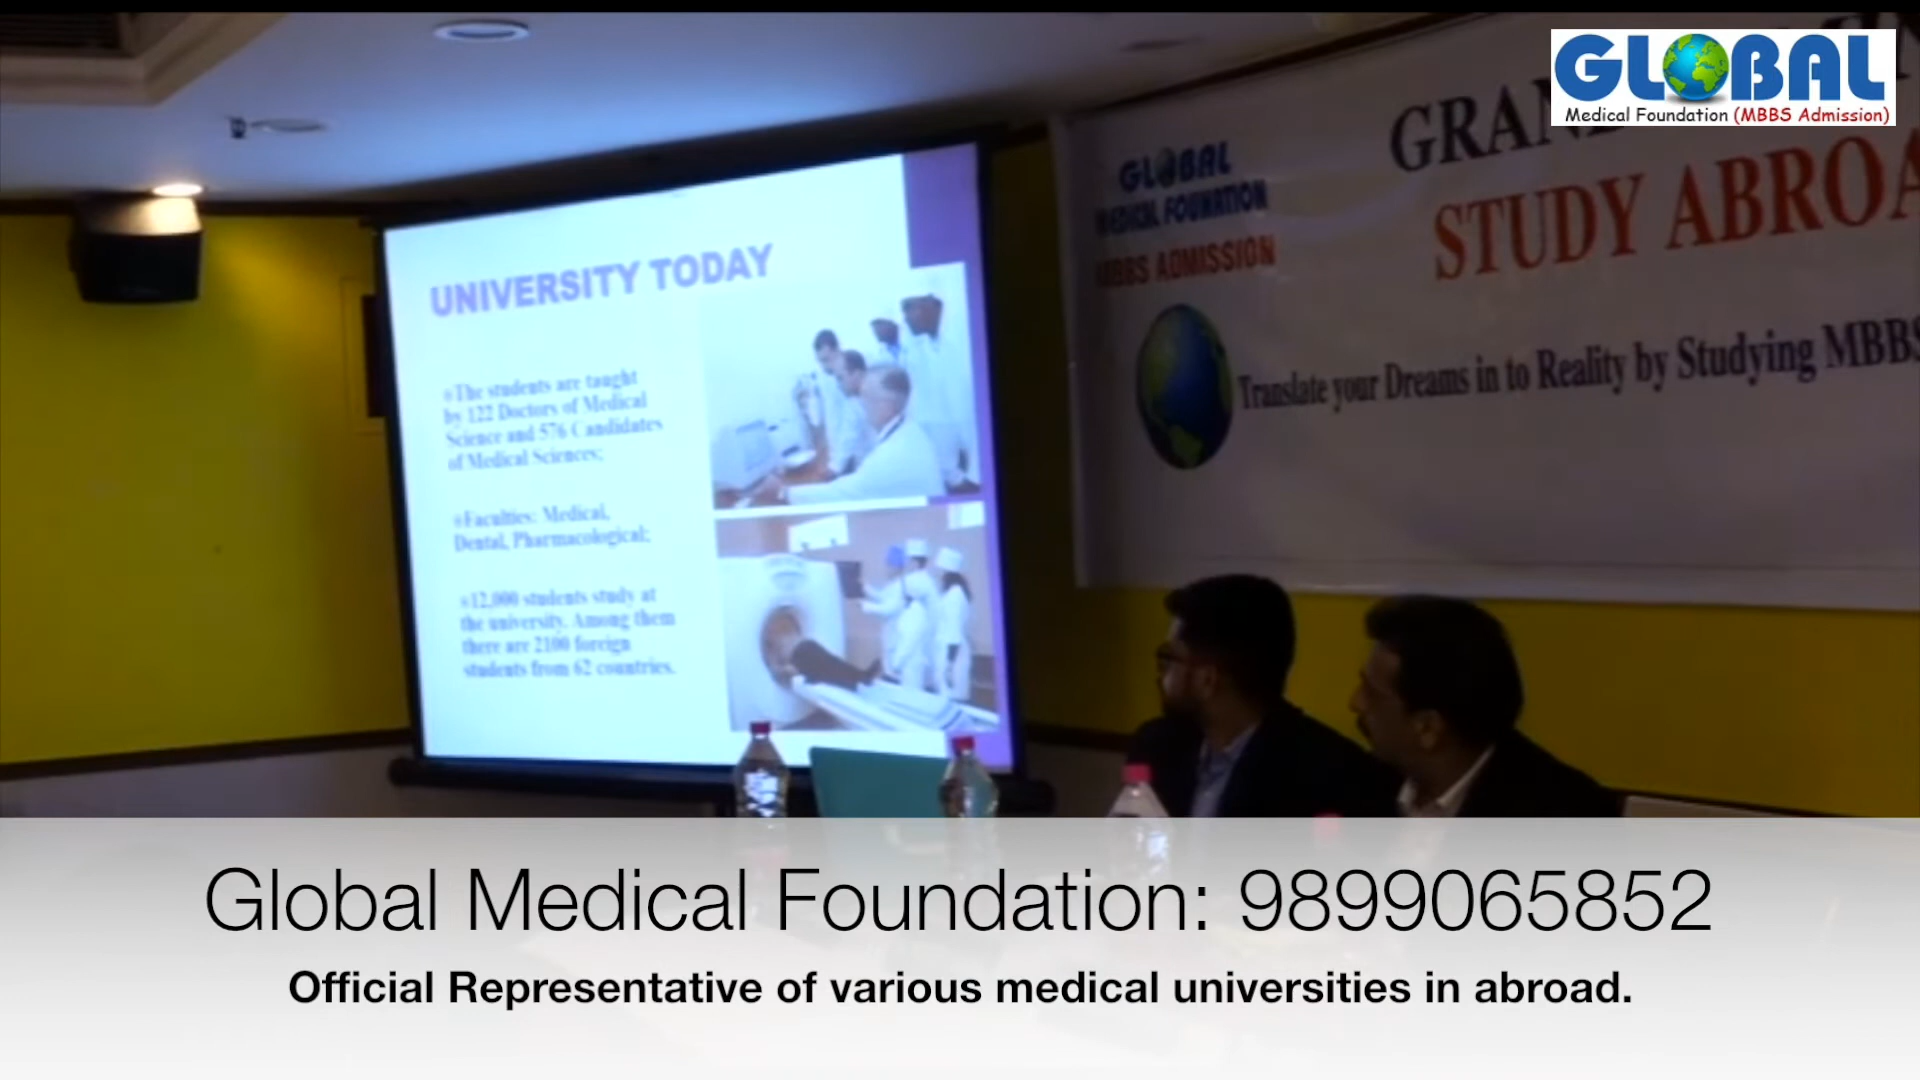 GLOBAL
Medical Foundation (MBBS Admission)
GRAN
STUDY ABROA
GLOBAL
MEDICAL FOUNATION
MBBS ADMISSION
Translate your Dreams in to Reality by Studying MBBS
UNIVERSITY TODAY
The students are taught
by 122 Doctors of Medical
Science and 576 Candidates
of Medical Sciences;
Faculties: Medical,
Dental, Pharmacological;
12,000 students study at
the university. Among them
there are 2100 foreign
students from 62 countries.
Global Medical Foundation: 9899065852
Official Representative of various medical universities in abroad.